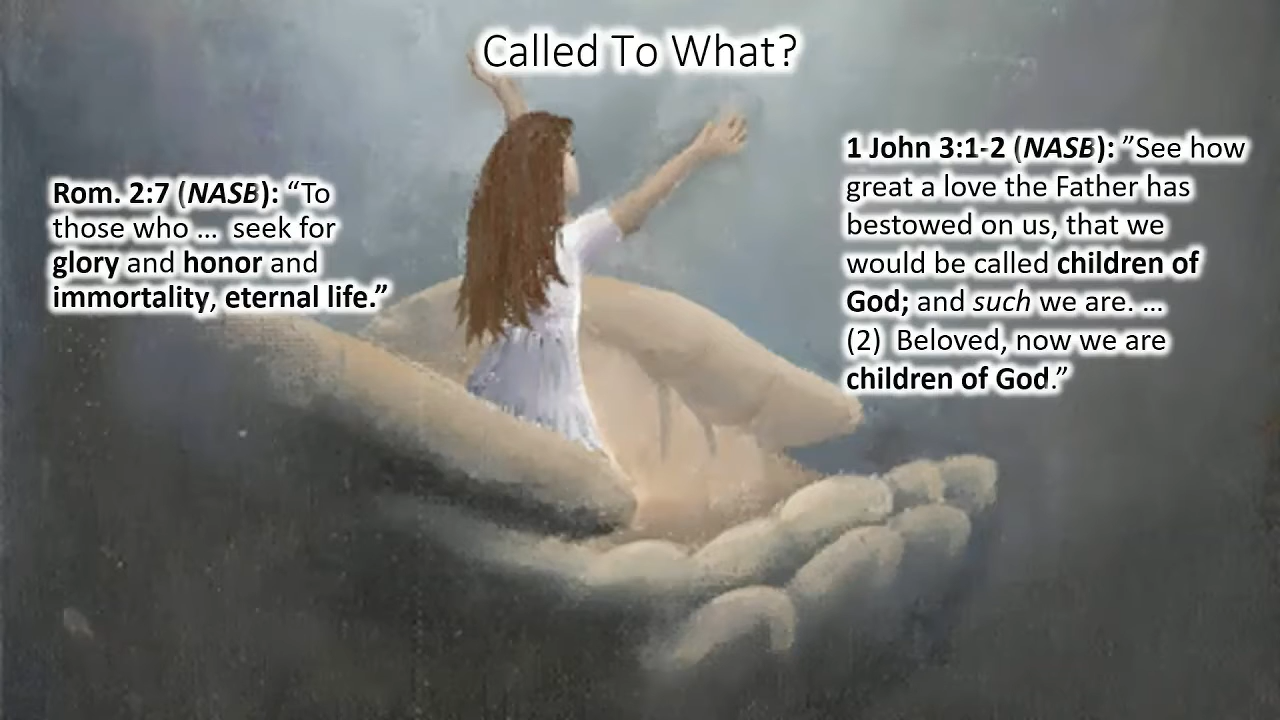 Called To What?
Rom. 2:7 (NASB): “To
those who … seek for
glory and honor and
immortality, eternal life.”
1 John 3:1-2 (NASB): ”See how
great a love the Father has
bestowed on us, that we
would be called children of
God; and such we are. …
(2) Beloved, now we are
children of God.”